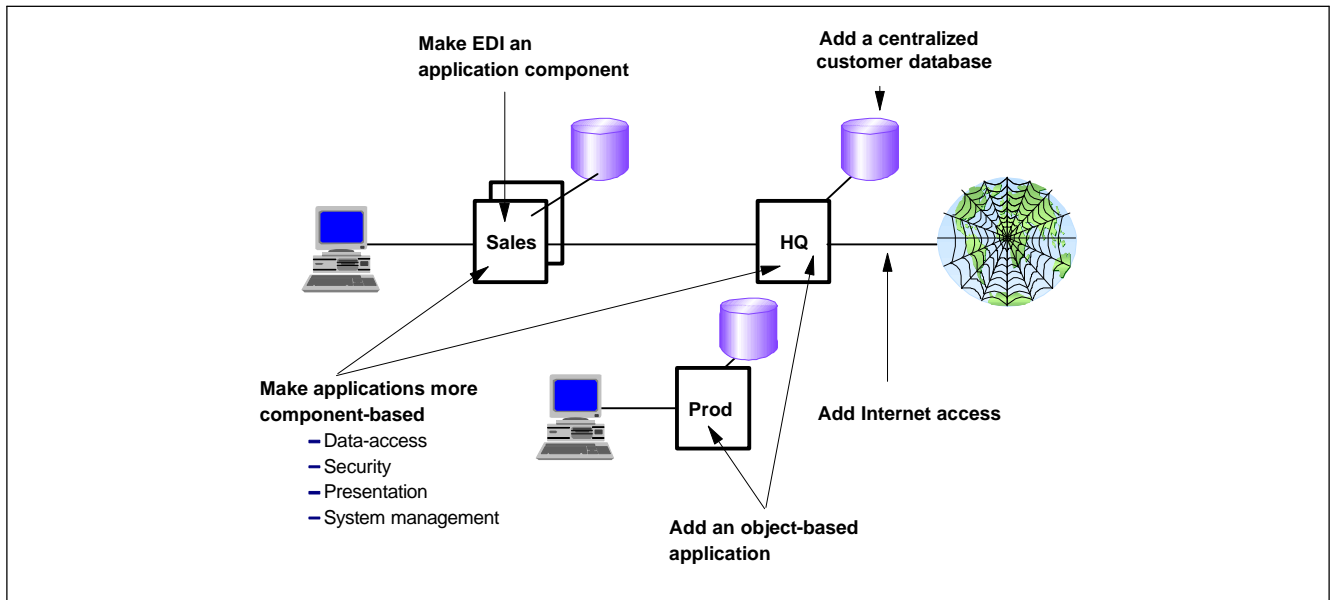 Make EDI an
application component
Add a centralized
customer database
Sales
HQ
Make applications more
component-based
– Data-access
– Security
– Presentation
– System management
Prod
Add Internet access
Add an object-based
application